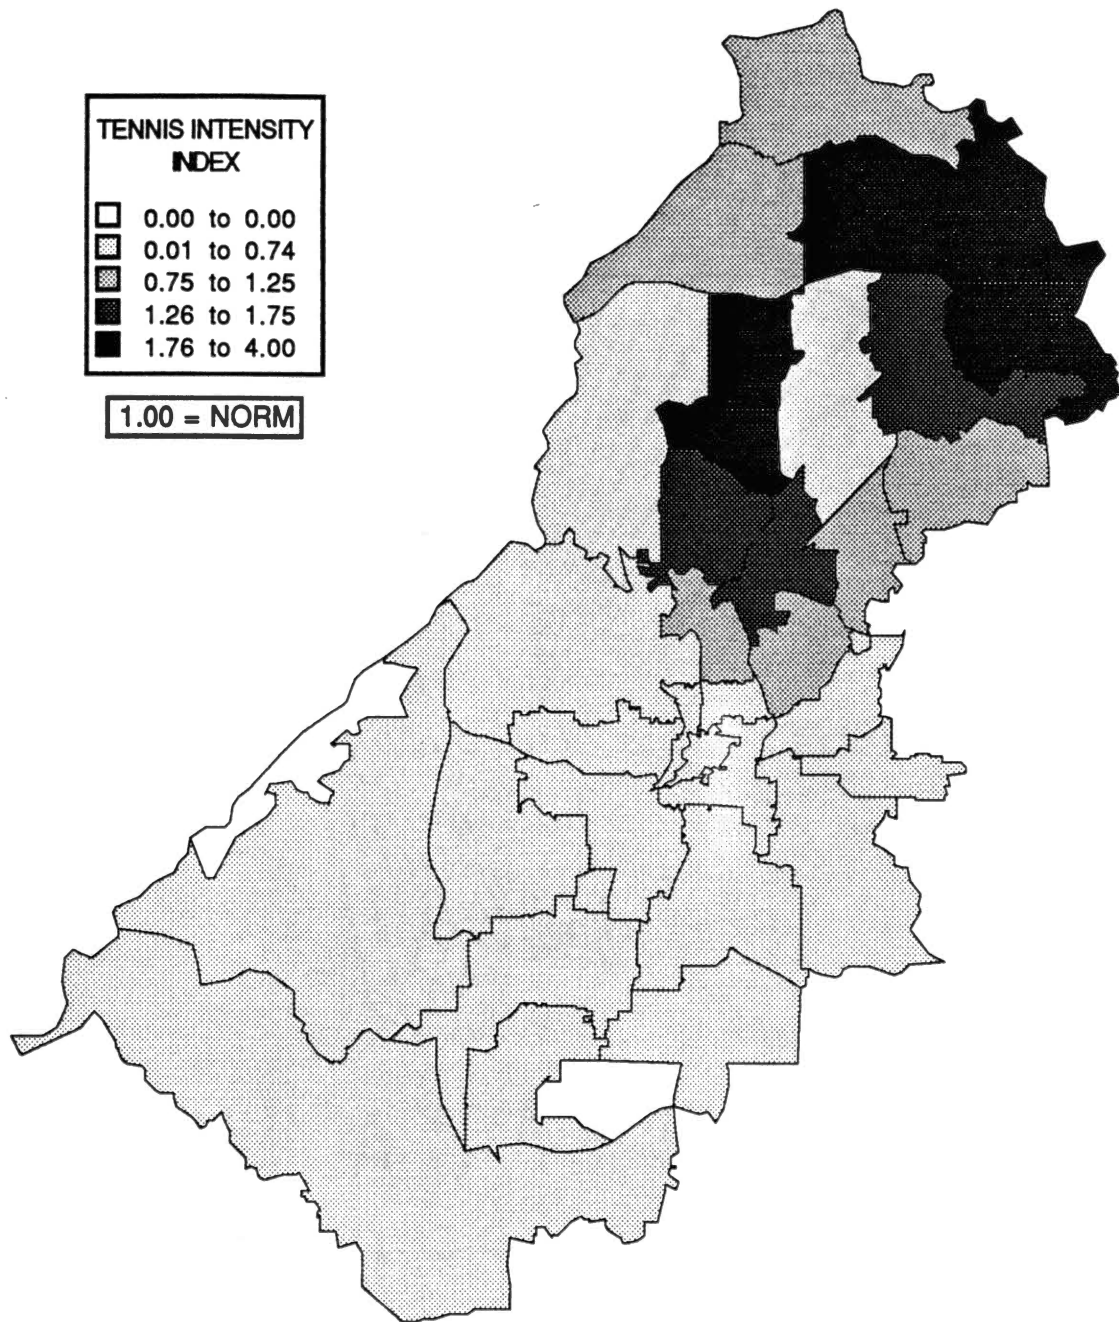 TENNIS INTENSITY
INDEX
0.00 to 0.00
0.01 to 0.74
0.75 to 1.25
1.26 to 1.75
1.76 to 4.00
1.00 = NORM